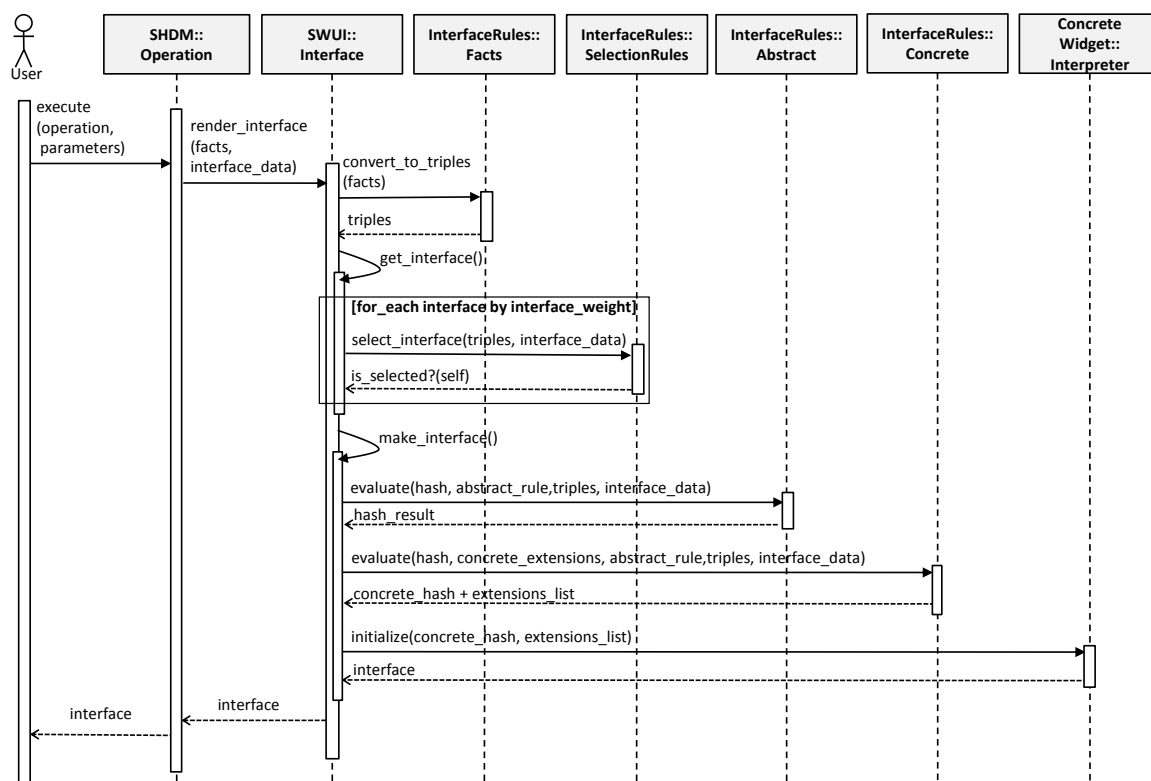 SHDM::
Operation
SWUI::
Interface
InterfaceRules::
Facts
InterfaceRules::
SelectionRules
InterfaceRules::
Abstract
InterfaceRules::
Concrete
Concrete
Widget::
Interpreter
User
execute
(operation,
parameters)
render_interface
(facts,
interface_data)
convert_to_triples
(facts)
triples
get_interface()
[for_each interface by interface_weight]
select_interface(triples, interface_data)
is_selected?(self)
make_interface()
evaluate(hash, abstract_rule,triples, interface_data)
hash_result
evaluate(hash, concrete_extensions, abstract_rule,triples, interface_data)
concrete_hash + extensions_list
initialize(concrete_hash, extensions_list)
interface
interface
interface